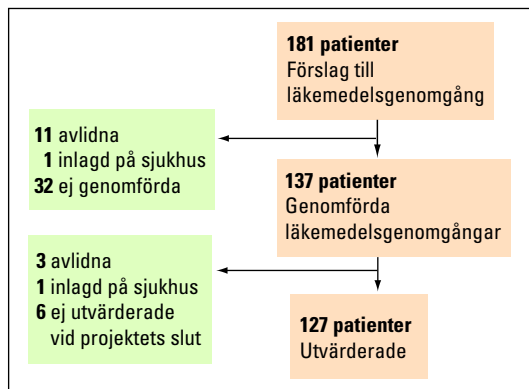 181 patienter
Förslag till
läkemedelsgenomgång
11 avlidna
1 inlagd på sjukhus
32 ej genomförda
137 patienter
Genomförda
läkemedelsgenomgångar
3 avlidna
1 inlagd på sjukhus
6 ej utvärderade
vid projektets slut
127 patienter
Utvärderade